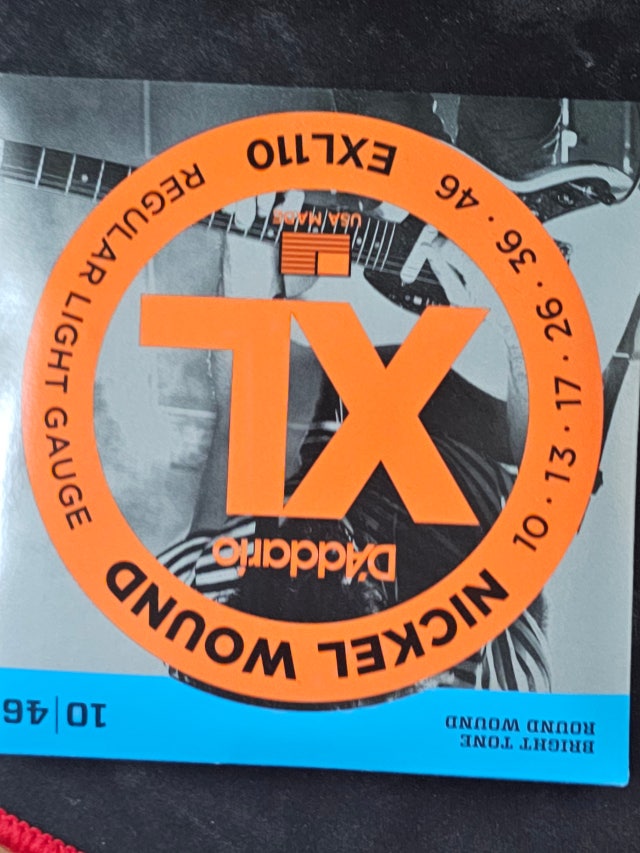 BRIGHT TONE
ROUND WOUND
10|46
NICKEL WOUND
D'Addario
XL
USA MADE
10 · 13 · 17 · 26 · 36 · 46
REGULAR LIGHT GAUGE
EXL110